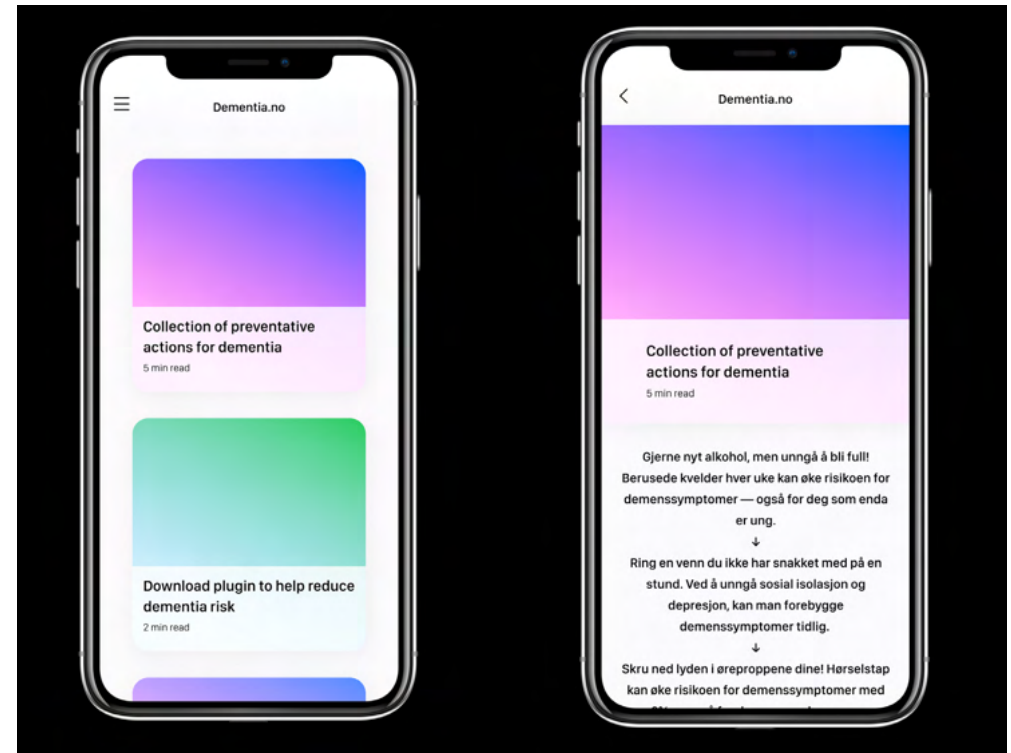 Dementia.no
Collection of preventative
actions for dementia
5 min read
Download plugin to help reduce
dementia risk
2 min read
Dementia.no
Collection of preventative
actions for dementia
5 min read
Gjerne nyt alkohol, men unngå å bli full!
Berusede kvelder hver uke kan øke risikoen for
demenssymptomer — også for deg som enda
er ung.
↓
Ring en venn du ikke har snakket med på en
stund. Ved å unngå sosial isolasjon og
depresjon, kan man forebygge
demenssymptomer tidlig.
↓
Skru ned lyden i øreproppene dine! Hørselstap
kan øke risikoen for demenssymptomer med